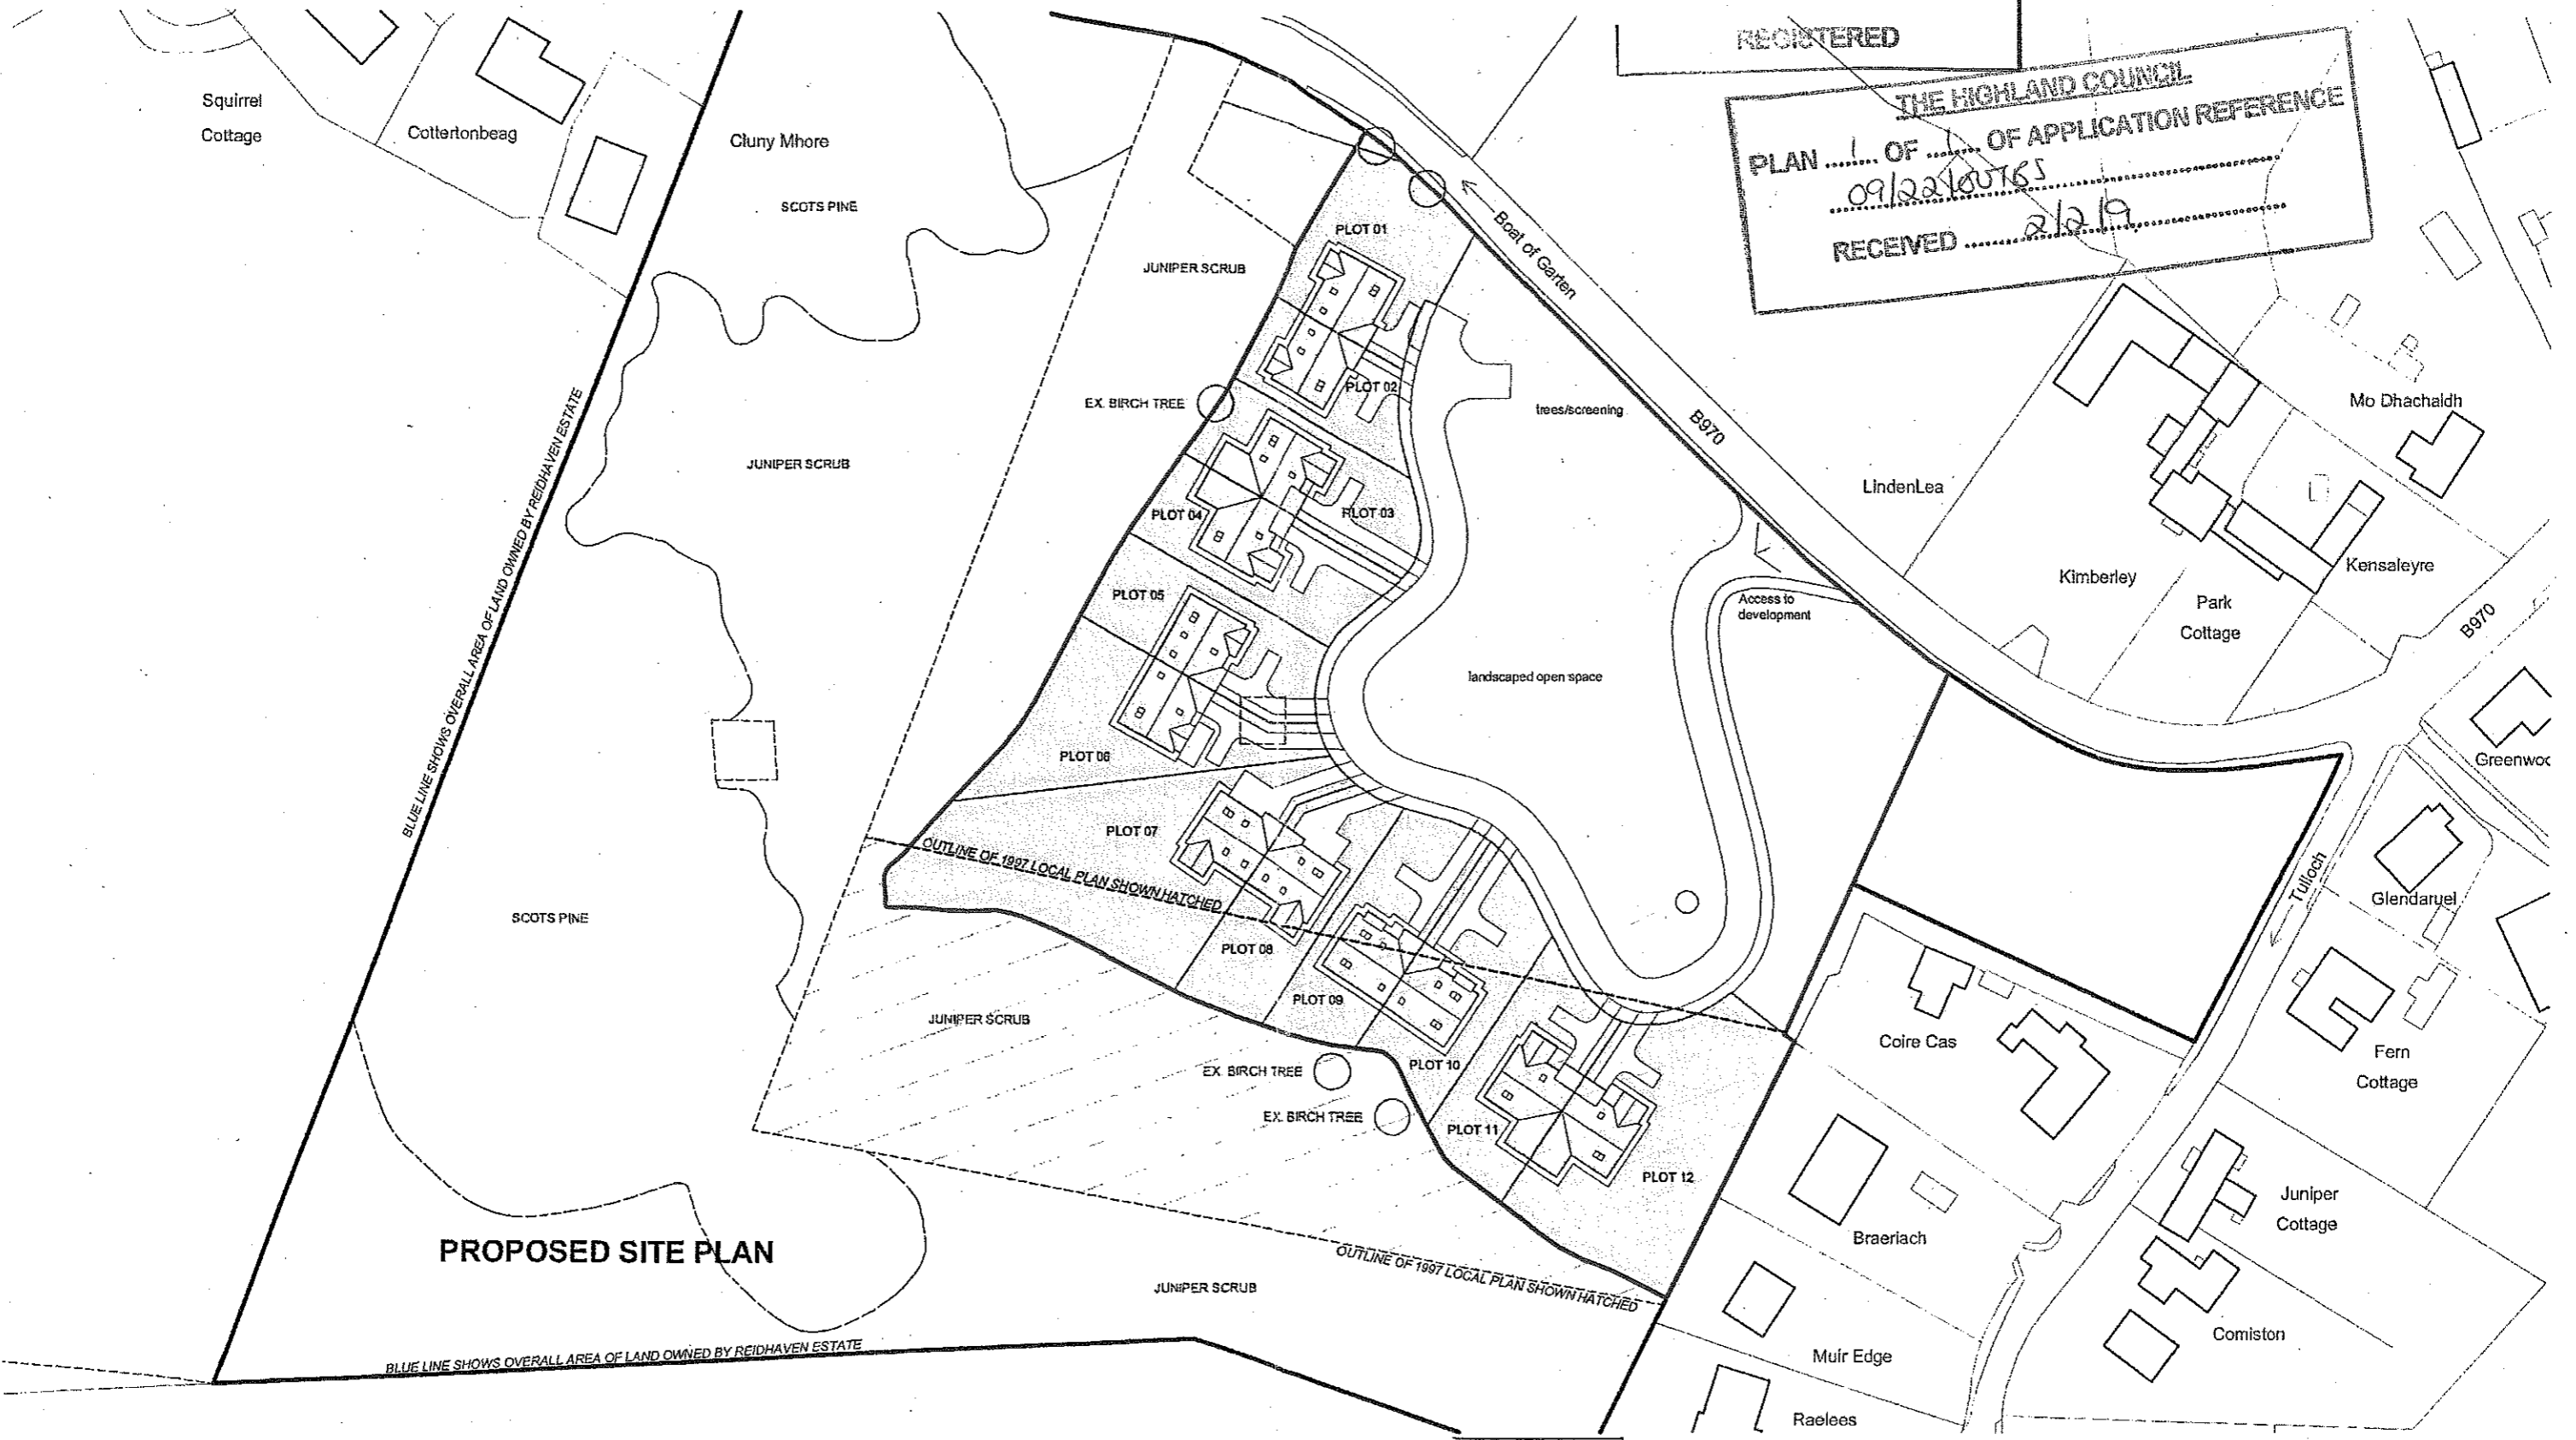 REGISTERED
THE HIGHLAND COUNCIL
PLAN 1 OF 1 OF APPLICATION REFERENCE
RECEIVED 2/2/9
Squirrel
Cottage
Cottertonbeag
Cluny Mhore
SCOTS PINE
JUNIPER SCRUB
PLOT 01
Boat of Garten
PLOT 02
EX. BIRCH TREE
trees/screening
B970
Mo Dhachaidh
JUNIPER SCRUB
LindenLea
PLOT 04
PLOT 03
BLUE LINE SHOWS OVERALL AREA OF LAND OWNED BY REIDHAVEN ESTATE
PLOT 05
Access to
development
Kimberley
Kensaleyre
Park
Cottage
B970
landscaped open space
PLOT 06
Greenwoo
PLOT 07
OUTLINE OF 1997 LOCAL PLAN SHOWN HATCHED
Tulloch
Glendaruel
SCOTS PINE
PLOT 08
PLOT 09
JUNIPER SCRUB
Coire Cas
Fern
Cottage
EX. BIRCH TREE
PLOT 10
EX. BIRCH TREE
PLOT 11
PLOT 12
Juniper
Cottage
Braeriach
PROPOSED SITE PLAN
OUTLINE OF 1997 LOCAL PLAN SHOWN HATCHED
JUNIPER SCRUB
Comiston
BLUE LINE SHOWS OVERALL AREA OF LAND OWNED BY REIDHAVEN ESTATE
Muir Edge
Raelees